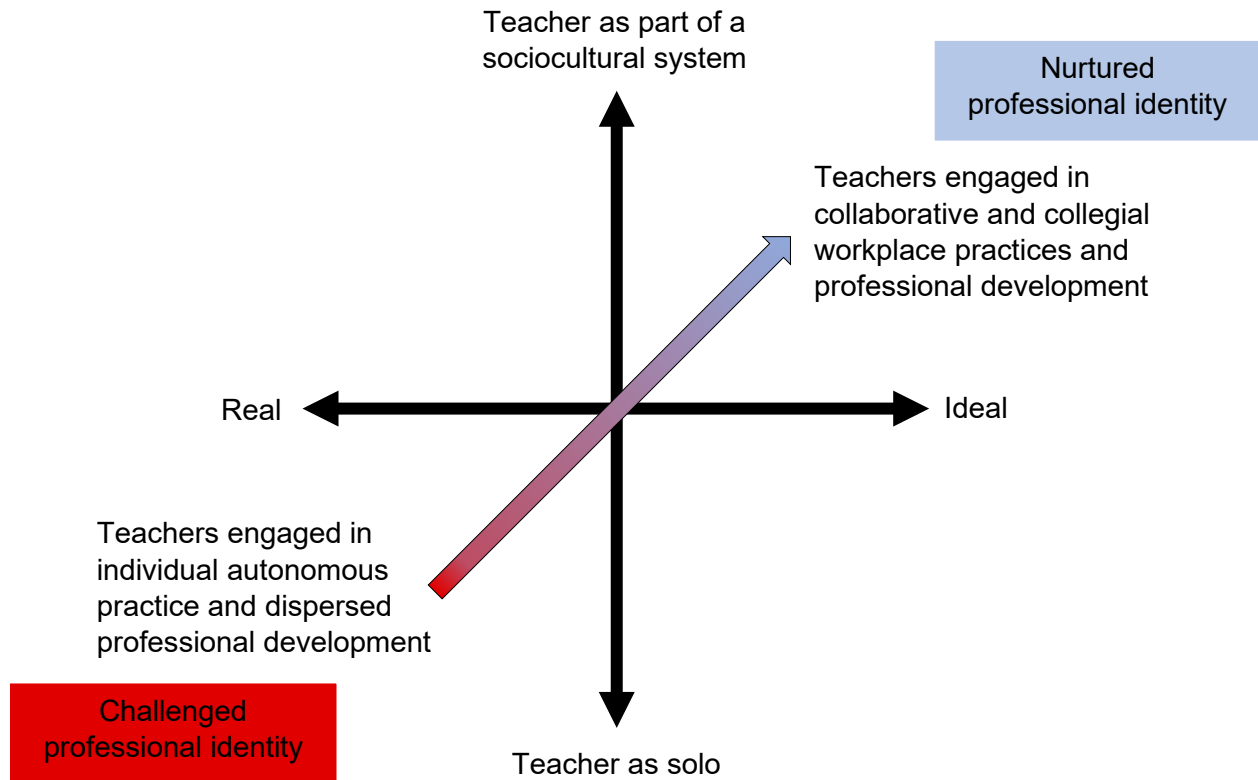 Teacher as part of a
sociocultural system
Nurtured
professional identity
Teachers engaged in
collaborative and collegial
workplace practices and
professional development
Real
Ideal
Teachers engaged in
individual autonomous
practice and dispersed
professional development
Challenged
professional identity
Teacher as solo